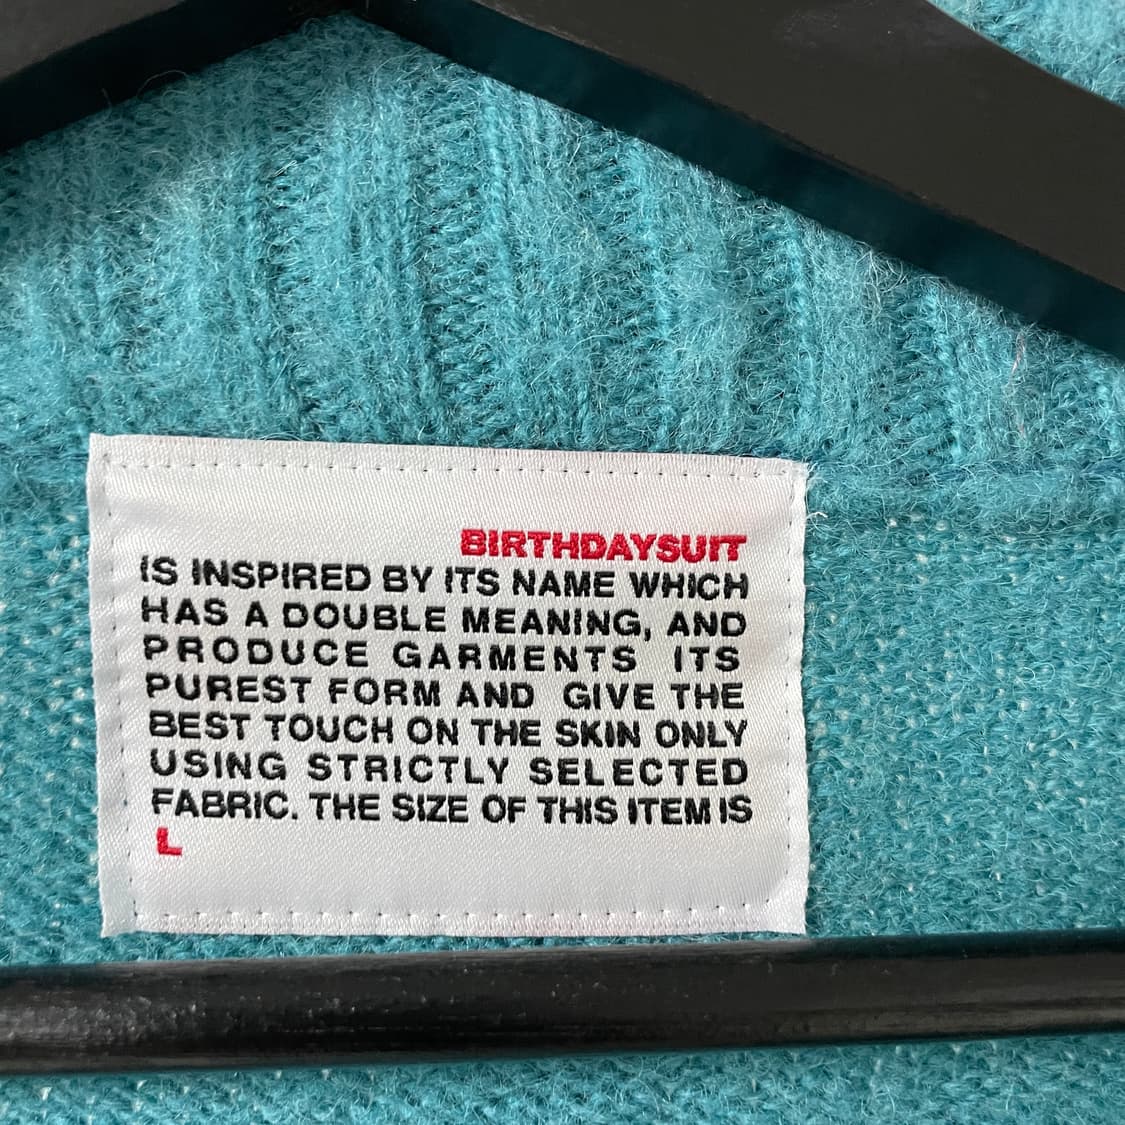 BIRTHDAYSUIT
IS INSPIRED BY ITS NAME WHICH
HAS A DOUBLE MEANING, AND
PRODUCE GARMENTS ITS
PUREST FORM AND GIVE THE
BEST TOUCH ON THE SKIN ONLY
USING STRICTLY SELECTED
FABRIC. THE SIZE OF THIS ITEM IS
L